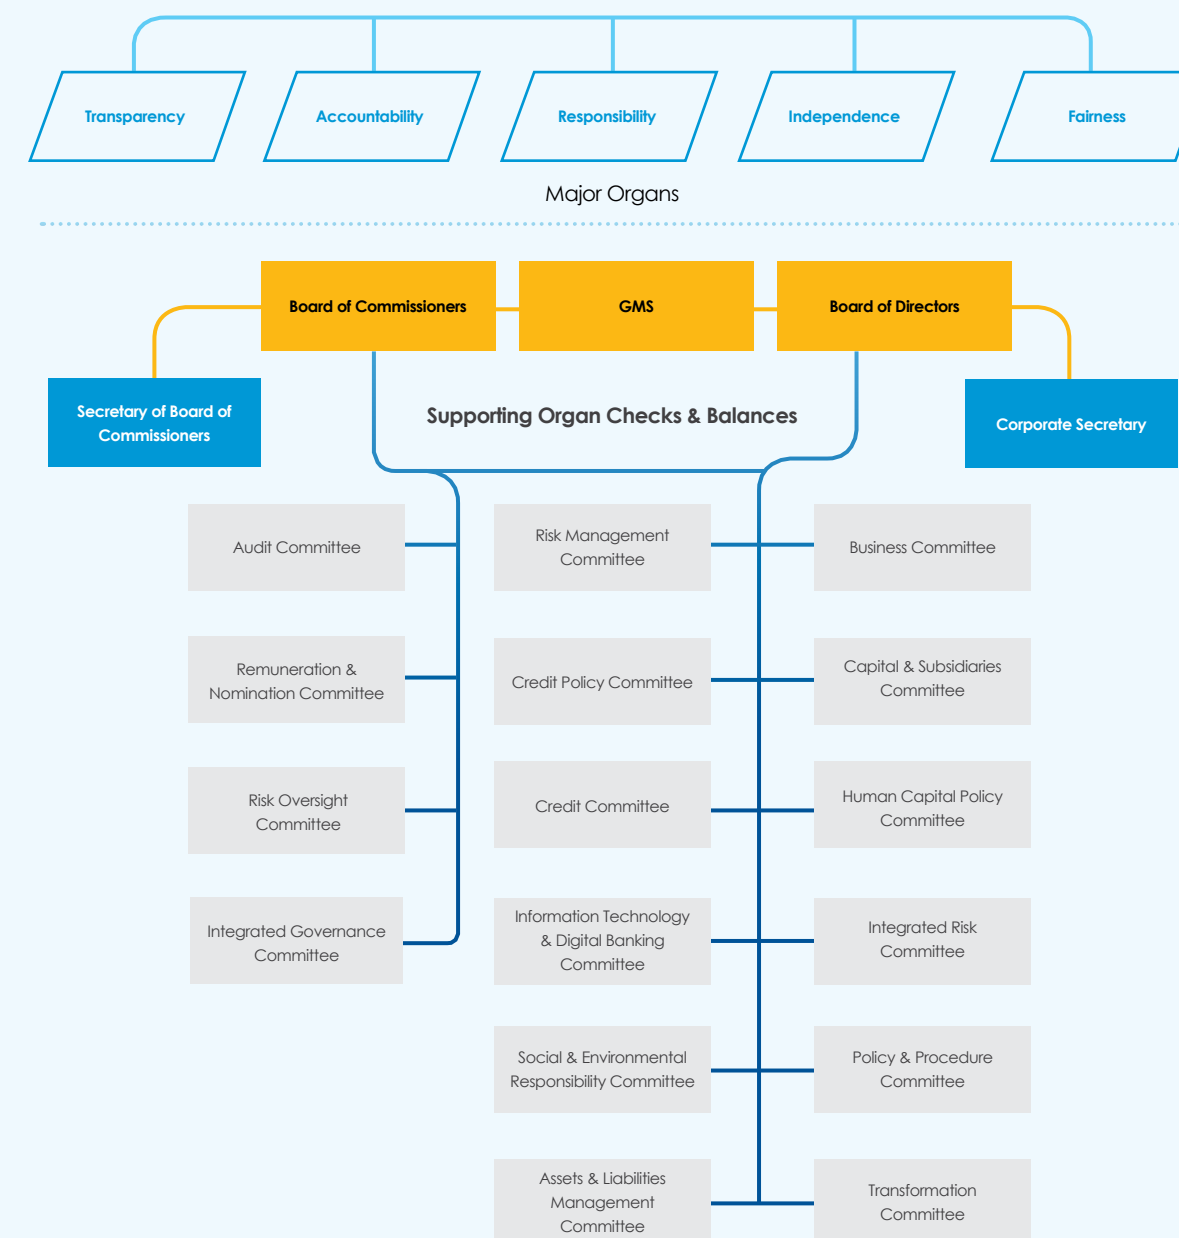 Transparency
Accountability
Responsibility
Independence
Fairness
Major Organs
Board of Commissioners
GMS
Board of Directors
Secretary of Board of
Commissioners
Supporting Organ Checks & Balances
Corporate Secretary
Audit Committee
Risk Management
Committee
Business Committee
Remuneration &
Nomination Committee
Credit Policy Committee
Capital & Subsidiaries
Committee
Risk Oversight
Committee
Credit Committee
Human Capital Policy
Committee
Integrated Governance
Committee
Information Technology
& Digital Banking
Committee
Integrated Risk
Committee
Social & Environmental
Responsibility Committee
Policy & Procedure
Committee
Assets & Liabilities
Management
Committee
Transformation
Committee